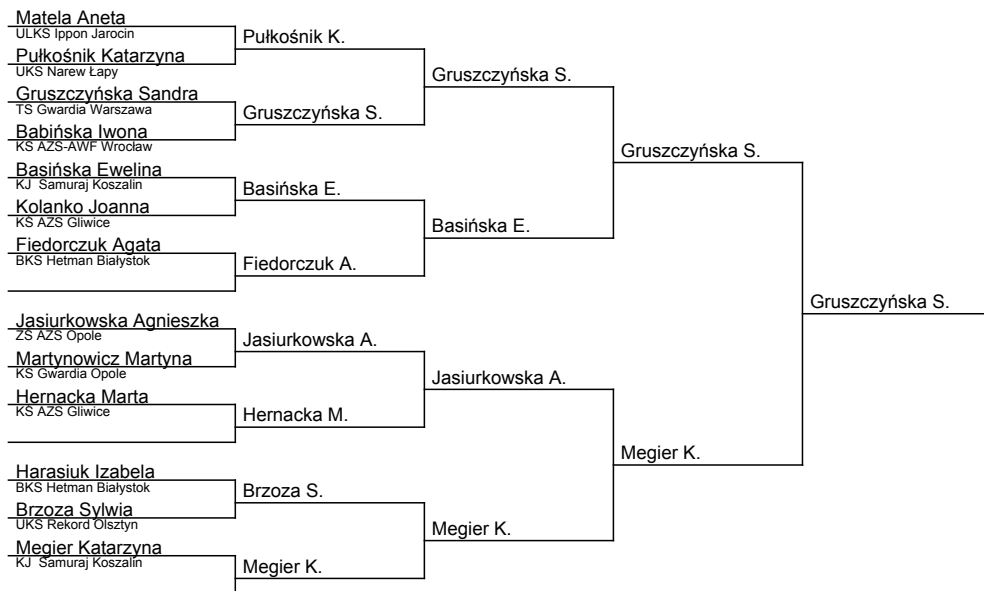 Matela Aneta
ULKS Ippon Jarocin
Pułkośnik Katarzyna
UKS Narew Łapy
Gruszczyńska Sandra
TS Gwardia Warszawa
Babińska Iwona
KS AZS-AWF Wrocław
Basińska Ewelina
KJ Samuraj Koszalin
Kolanko Joanna
KS AZS Gliwice
Fiedorczuk Agata
BKS Hetman Białystok
Jasiurkowska Agnieszka
ZS AZS Opole
Martynowicz Martyna
KS Gwardia Opole
Hernacka Marta
KS AZS Gliwice
Harasiuk Izabela
BKS Hetman Białystok
Brzoza Sylwia
UKS Rekord Olsztyn
Megier Katarzyna
KJ Samuraj Koszalin
Pułkośnik K.
Gruszczyńska S.
Basińska E.
Fiedorczuk A.
Jasiurkowska A.
Hernacka M.
Brzoza S.
Megier K.
Gruszczyńska S.
Basińska E.
Jasiurkowska A.
Megier K.
Gruszczyńska S.
Megier K.
Gruszczyńska S.